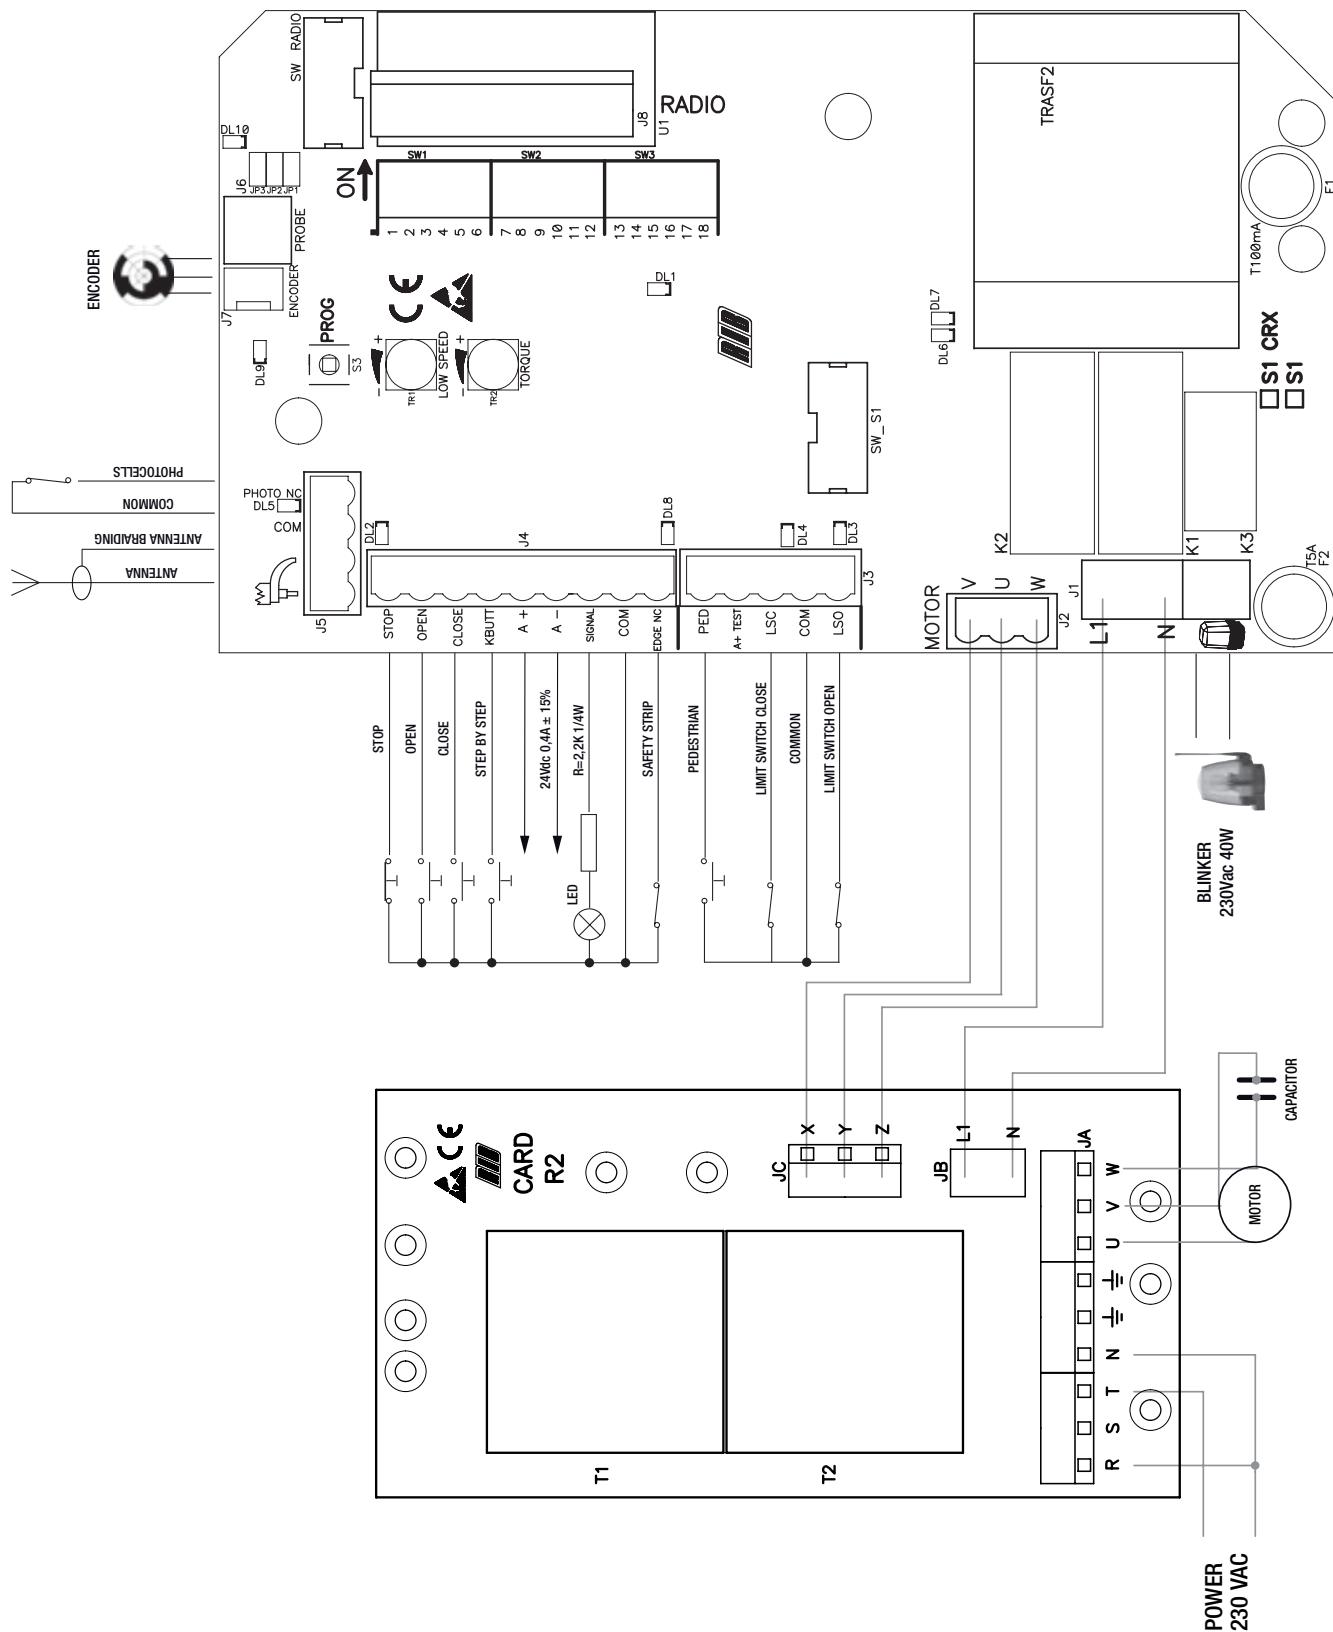 SW RADIO
DL10
J6
JP3
JP2
JP1
PROBE
J7
ENCODER
ENCODER
RADIO
J8
U1
ON
SW1
SW2
SW3
1
2
3
4
5
6
7
8
9
10
11
12
13
14
15
16
17
18
DL1
TRASF2
F1
T100mA
DL7
DL6
S1 CRX
S1
PROG
S3
DL9
+
-
TR1
LOW SPEED
+
-
TR2
TORQUE
CE
SW_S1
PHOTOCELLS
COMMON
ANTENNA BRAIDING
ANTENNA
PHOTO NC
DL5
COM
J5
DL2
J4
DL8
DL4
DL3
J3
STOP
OPEN
CLOSE
KBUTT
A +
A -
SIGNAL
COM
EDGE NC
PED
A+ TEST
LSC
COM
LSO
MOTOR
V
U
W
J2
J1
L1
N
K2
K1
K3
T5A
F2
STOP
OPEN
CLOSE
STEP BY STEP
24Vdc 0,4A ± 15%
R=2,2K 1/4W
SAFETY STRIP
LED
PEDESTRIAN
LIMIT SWITCH CLOSE
COMMON
LIMIT SWITCH OPEN
BLINKER
230Vac 40W
CE
CARD
R2
JC
X
Y
Z
JB
L1
N
JA
W
V
U
N
T
S
R
T1
T2
MOTOR
CAPACITOR
POWER
230 VAC